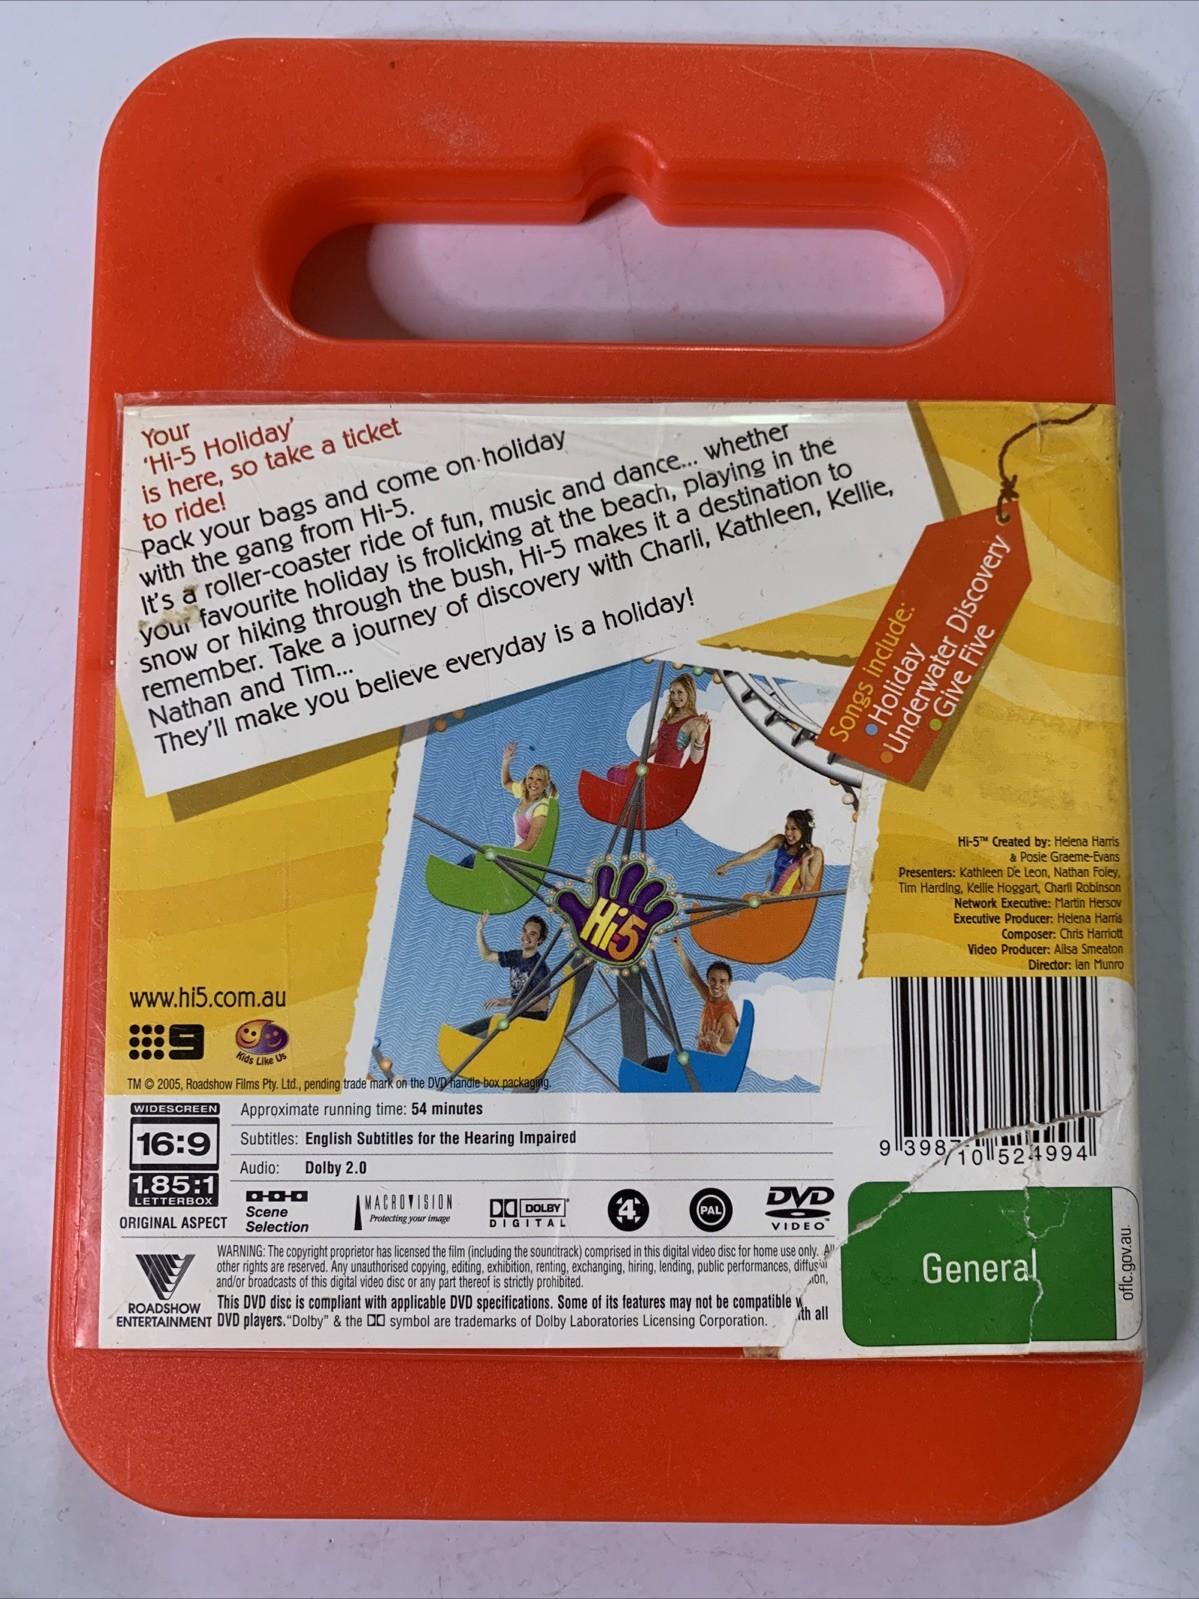 Your
'Hi-5 Holiday'
is here, so take a ticket
to ride!
Pack your bags and come on holiday
with the gang from Hi-5.
It's a roller-coaster ride of fun, music and dance... whether
your favourite holiday is frolicking at the beach, playing in the
snow or hiking through the bush, Hi-5 makes it a destination to
remember. Take a journey of discovery with Charli, Kathleen, Kellie,
Nathan and Tim...
They'll make you believe everyday is a holiday!
Songs include:
Holiday
Underwater Discovery
Give Five
Hi-5
Hi-5™ Created by: Helena Harris
& Posie Graeme-Evans
Presenters: Kathleen De Leon, Nathan Foley,
Tim Harding, Kellie Hoggart, Charli Robinson
Network Executive: Martin Hersov
Executive Producer: Helena Harris
Composer: Chris Harriott
Video Producer: Ailsa Smeaton
Director: Ian Munro
www.hi5.com.au
9
Kids Like Us
TM © 2005, Roadshow Films Pty. Ltd., pending trade mark on the DVD handle box packaging.
WIDESCREEN
16:9
1.85:1
LETTERBOX
ORIGINAL ASPECT
Approximate running time: 54 minutes
Subtitles: English Subtitles for the Hearing Impaired
Audio: Dolby 2.0
Scene
Selection
MACROVISION
Protecting your image
DOLBY
DIGITAL
4
PAL
DVD
VIDEO™
9 398710 524994
General
oflc.gov.au
ROADSHOW
ENTERTAINMENT
WARNING: The copyright proprietor has licensed the film (including the soundtrack) comprised in this digital video disc for home use only. All
other rights are reserved. Any unauthorised copying, editing, exhibition, renting, exchanging, hiring, lending, public performances, diffusion,
and/or broadcasts of this digital video disc or any part thereof is strictly prohibited.
This DVD disc is compliant with applicable DVD specifications. Some of its features may not be compatible with all
DVD players. "Dolby" & the DD symbol are trademarks of Dolby Laboratories Licensing Corporation.